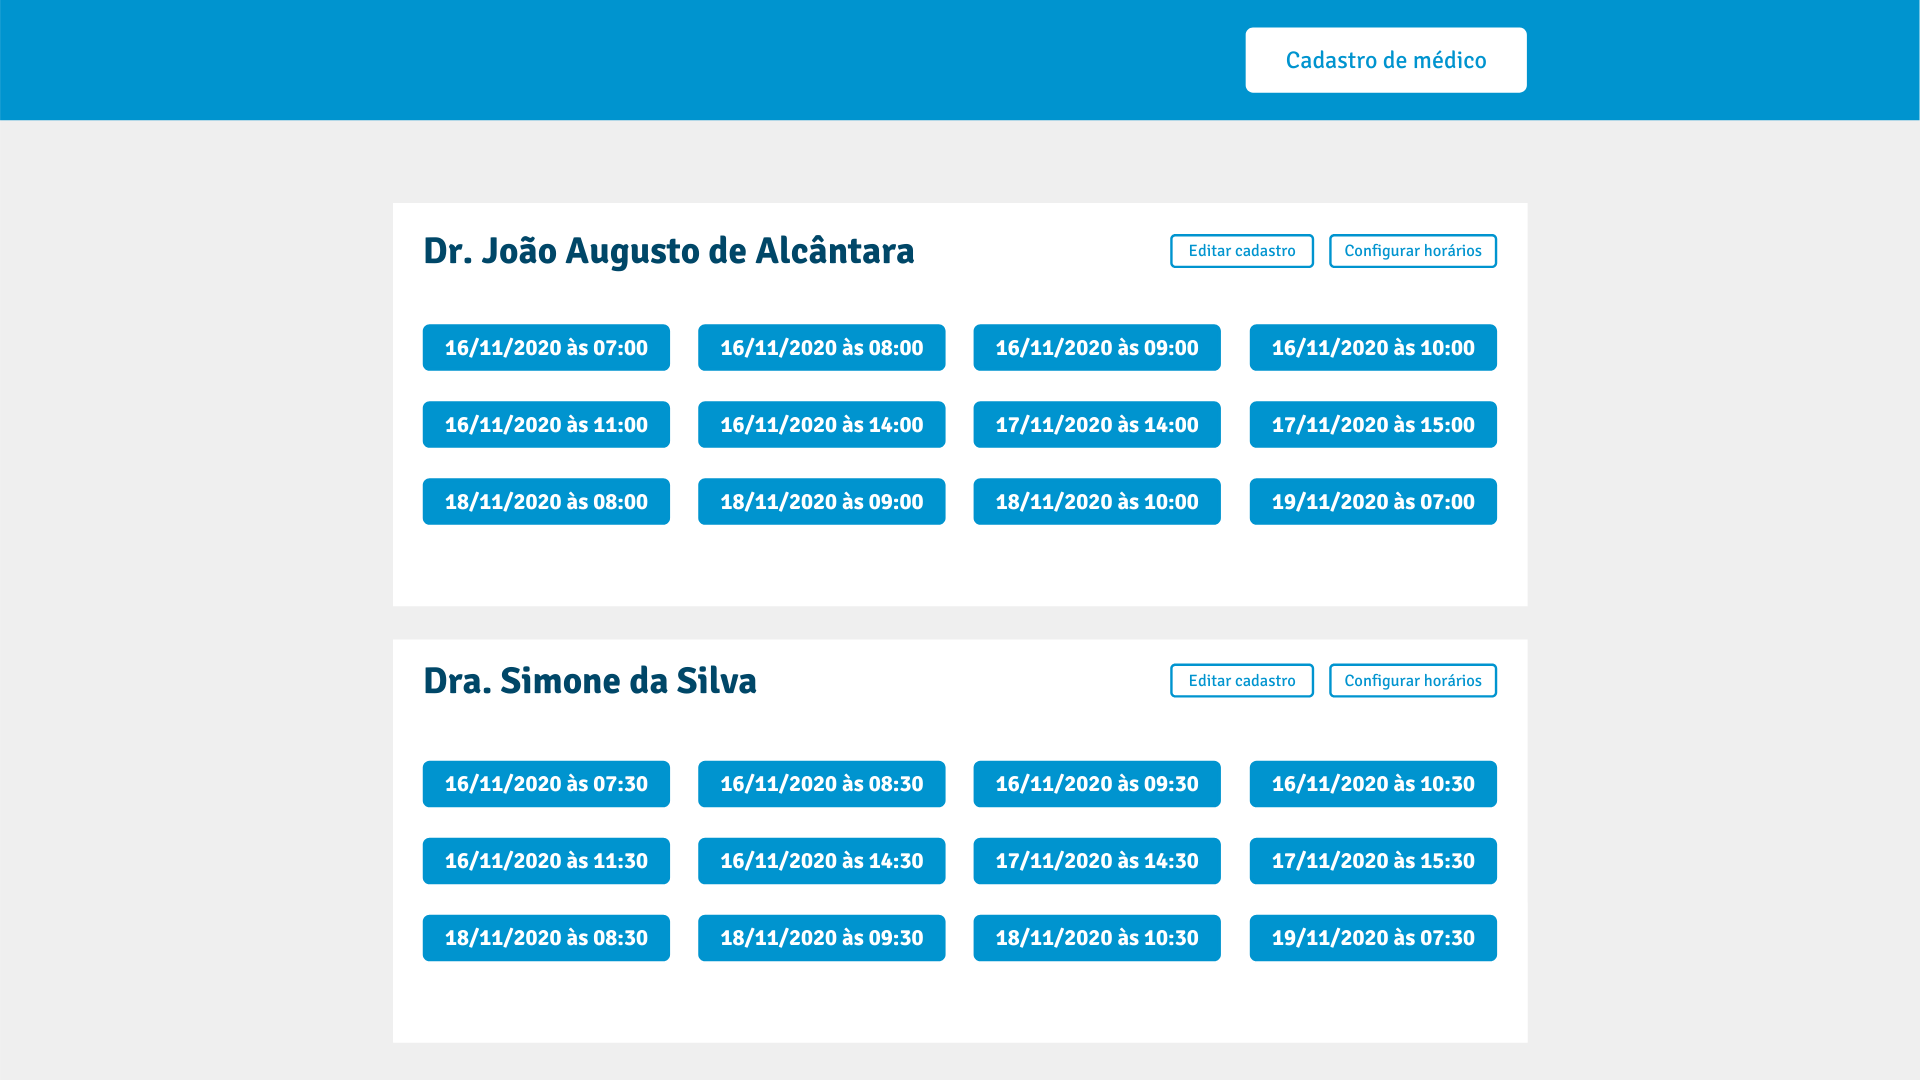 Cadastro de médico
Dr. João Augusto de Alcântara
Editar cadastro
Configurar horários
16/11/2020 às 07:00
16/11/2020 às 08:00
16/11/2020 às 09:00
16/11/2020 às 10:00
16/11/2020 às 11:00
16/11/2020 às 14:00
17/11/2020 às 14:00
17/11/2020 às 15:00
18/11/2020 às 08:00
18/11/2020 às 09:00
18/11/2020 às 10:00
19/11/2020 às 07:00
Dra. Simone da Silva
Editar cadastro
Configurar horários
16/11/2020 às 07:30
16/11/2020 às 08:30
16/11/2020 às 09:30
16/11/2020 às 10:30
16/11/2020 às 11:30
16/11/2020 às 14:30
17/11/2020 às 14:30
17/11/2020 às 15:30
18/11/2020 às 08:30
18/11/2020 às 09:30
18/11/2020 às 10:30
19/11/2020 às 07:30